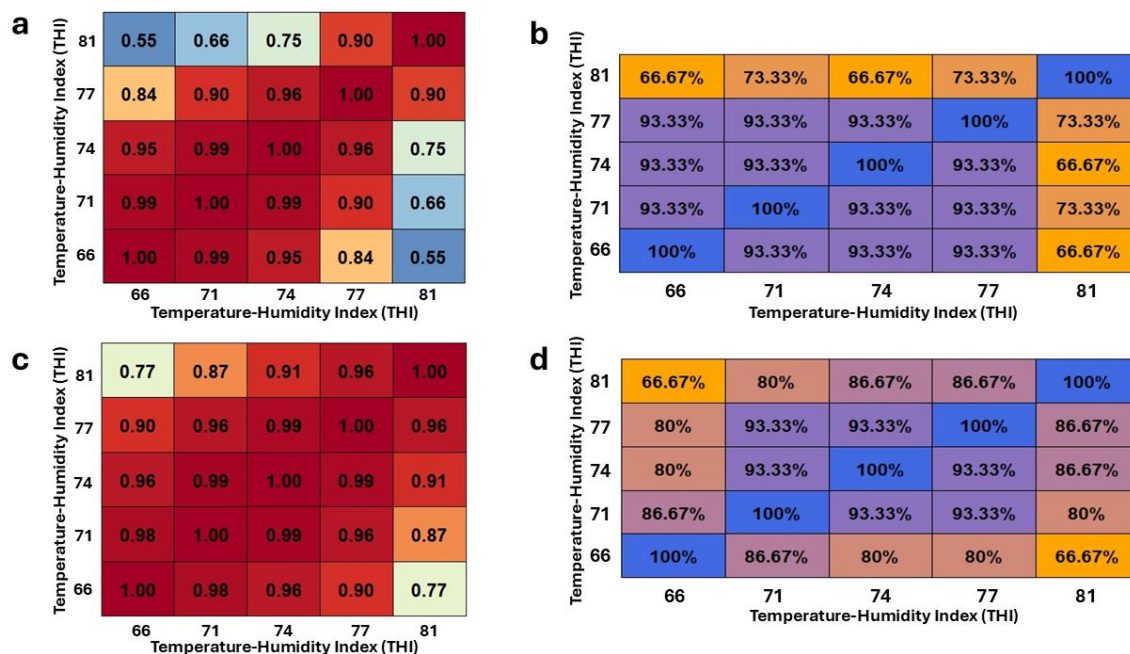 a
Temperature-Humidity Index (THI)
81 0.55 0.66 0.75 0.90 1.00
77 0.84 0.90 0.96 1.00 0.90
74 0.95 0.99 1.00 0.96 0.75
71 0.99 1.00 0.99 0.90 0.66
66 1.00 0.99 0.95 0.84 0.55
66 71 74 77 81
Temperature-Humidity Index (THI)
b
Temperature-Humidity Index (THI)
81 66.67% 73.33% 66.67% 73.33% 100%
77 93.33% 93.33% 93.33% 100% 73.33%
74 93.33% 93.33% 100% 93.33% 66.67%
71 93.33% 100% 93.33% 93.33% 73.33%
66 100% 93.33% 93.33% 93.33% 66.67%
66 71 74 77 81
Temperature-Humidity Index (THI)
c
Temperature-Humidity Index (THI)
81 0.77 0.87 0.91 0.96 1.00
77 0.90 0.96 0.99 1.00 0.96
74 0.96 0.99 1.00 0.99 0.91
71 0.98 1.00 0.99 0.96 0.87
66 1.00 0.98 0.96 0.90 0.77
66 71 74 77 81
Temperature-Humidity Index (THI)
d
Temperature-Humidity Index (THI)
81 66.67% 80% 86.67% 86.67% 100%
77 80% 93.33% 93.33% 100% 86.67%
74 80% 93.33% 100% 93.33% 86.67%
71 86.67% 100% 93.33% 93.33% 80%
66 100% 86.67% 80% 80% 66.67%
66 71 74 77 81
Temperature-Humidity Index (THI)